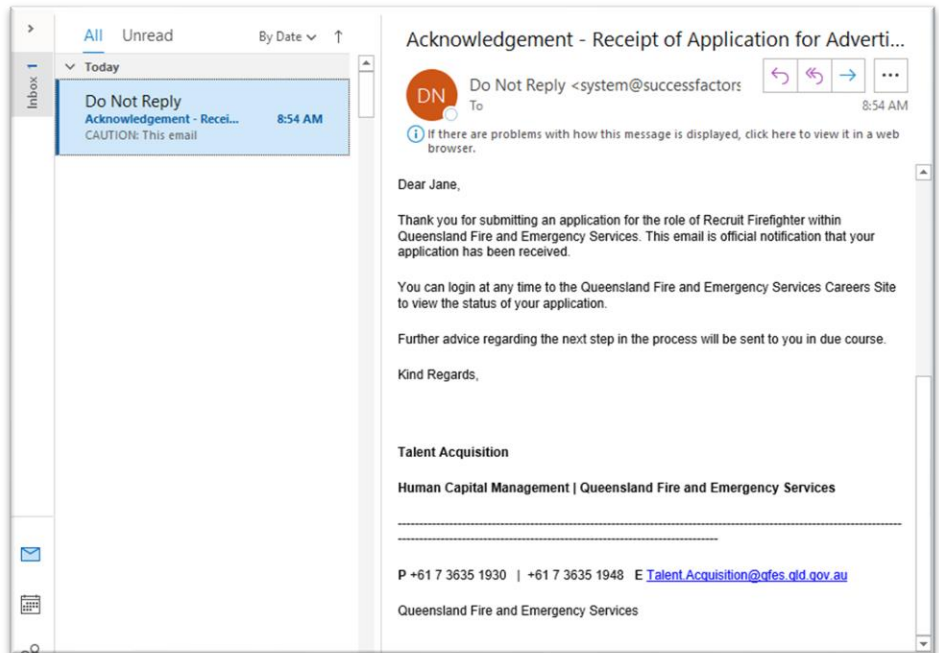 All Unread By Date ↑
Today
Do Not Reply
Acknowledgement - Recei... 8:54 AM
CAUTION: This email
Inbox 1
Acknowledgement - Receipt of Application for Adverti...
DN
Do Not Reply <system@successfactors
To
8:54 AM
If there are problems with how this message is displayed, click here to view it in a web
browser.
Dear Jane,
Thank you for submitting an application for the role of Recruit Firefighter within
Queensland Fire and Emergency Services. This email is official notification that your
application has been received.
You can login at any time to the Queensland Fire and Emergency Services Careers Site
to view the status of your application.
Further advice regarding the next step in the process will be sent to you in due course.
Kind Regards,
Talent Acquisition
Human Capital Management | Queensland Fire and Emergency Services
P +61 7 3635 1930 | +61 7 3635 1948 E Talent.Acquisition@qfes.qld.gov.au
Queensland Fire and Emergency Services